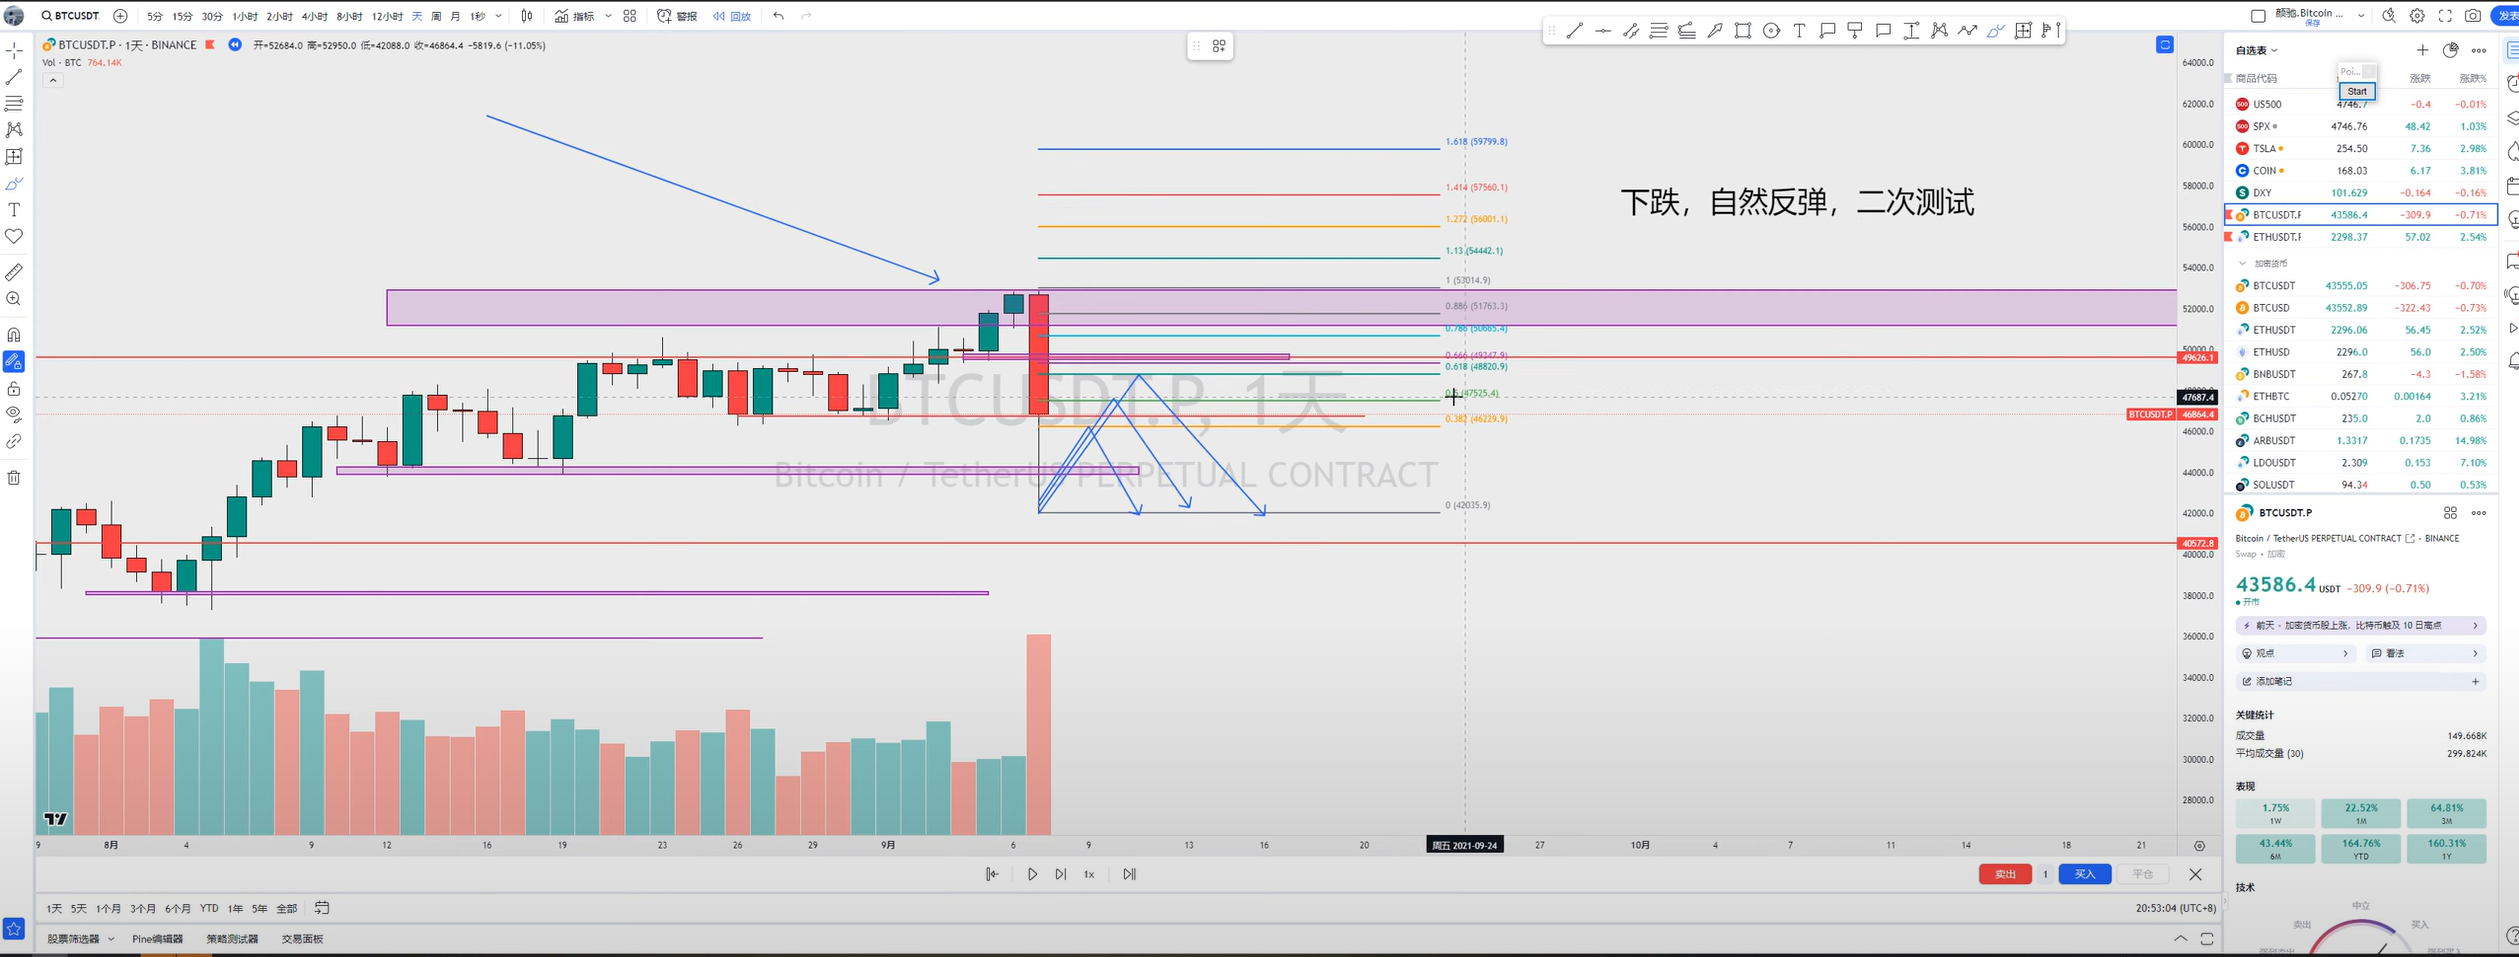 BTCUSDT. 5分 15分 30分 1小时 2小时 4小时 8小时 12小时 天 周 月 1秒 指标 警报 回放
颜驰.Bitcoin ...
保存
BTCUSDT.P · 1天 · BINANCE 开=52684.0 高=52950.0 低=42088.0 收=46864.4 −5819.6 (−11.05%)
Vol · BTC 764.14K
下跌，自然反弹，二次测试
1.618 (59799.8)
1.414 (57560.1)
1.272 (56001.1)
1.13 (54442.1)
1 (53014.9)
0.886 (51763.3)
0.786 (50665.4)
0.666 (49247.9)
0.618 (48820.9)
(47525.4)
0.382 (46229.9)
0 (42035.9)
BTCUSDT.P, 1天
Bitcoin / TetherUS PERPETUAL CONTRACT
64000.0
62000.0
60000.0
58000.0
56000.0
54000.0
52000.0
50000.0
49626.1
47687.4
BTCUSDT.P 46864.4
46000.0
44000.0
42000.0
40572.8
40000.0
38000.0
36000.0
34000.0
32000.0
30000.0
28000.0
9 8月 4 9 12 16 19 23 26 29 9月 6 9 13 16 20 周五 2021-09-24 27 10月 4 7 11 14 18 21
1x
卖出 1 买入 平仓
1天 5天 1个月 3个月 6个月 YTD 1年 5年 全部
20:53:04 (UTC+8)
股票筛选器 Pine编辑器 策略测试器 交易面板
自选表
Poi...
Start
商品代码 涨跌 涨跌%
US500 4746.7 −0.4 −0.01%
SPX 4746.76 48.42 1.03%
TSLA 254.50 7.36 2.98%
COIN 168.03 6.17 3.81%
DXY 101.629 −0.164 −0.16%
BTCUSDT.P 43586.4 −309.9 −0.71%
ETHUSDT.P 2298.37 57.02 2.54%
加密货币
BTCUSDT 43555.05 −306.75 −0.70%
BTCUSD 43552.89 −322.43 −0.73%
ETHUSDT 2296.06 56.45 2.52%
ETHUSD 2296.0 56.0 2.50%
BNBUSDT 267.8 −4.3 −1.58%
ETHBTC 0.05270 0.00164 3.21%
BCHUSDT 235.0 2.0 0.86%
ARBUSDT 1.3317 0.1735 14.98%
LDOUSDT 2.309 0.153 7.10%
SOLUSDT 94.34 0.50 0.53%
BTCUSDT.P
Bitcoin / TetherUS PERPETUAL CONTRACT · BINANCE
Swap · 加密
43586.4 USDT −309.9 (−0.71%)
开市
前天 · 加密货币股上涨，比特币触及 10 日高点
观点 看法
添加笔记
关键统计
成交量 149.668K
平均成交量 (30) 299.824K
表现
1.75% 22.52% 64.81%
1W 1M 3M
43.44% 164.76% 160.31%
6M YTD 1Y
技术
中立
卖出 买入